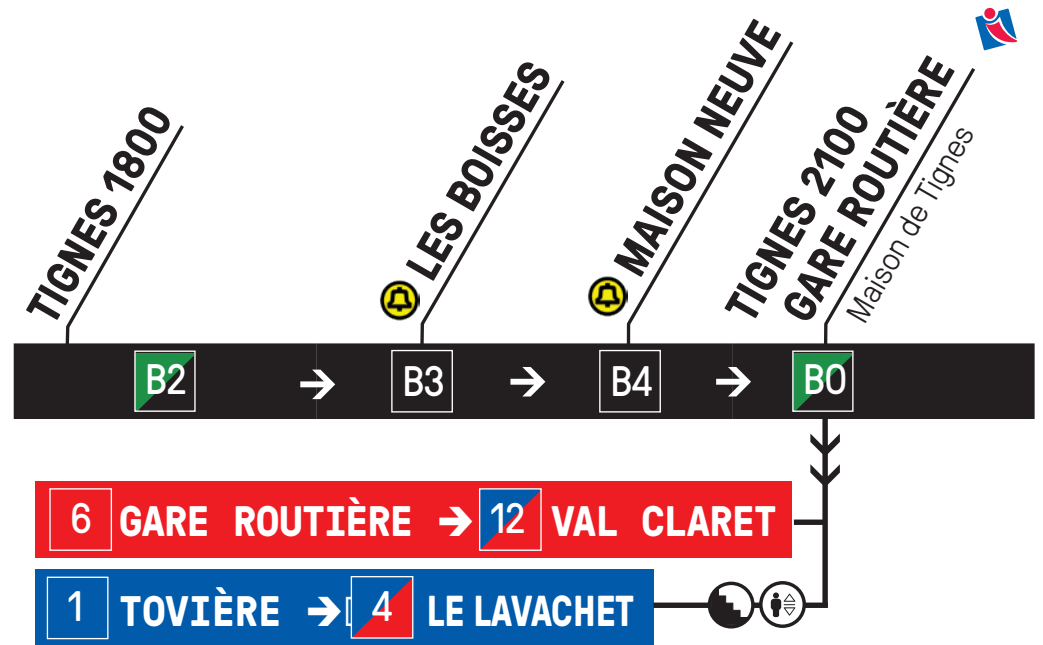 TIGNES 1800
LES BOISSES
MAISON NEUVE
TIGNES 2100
GARE ROUTIÈRE
Maison de Tignes
B2 → B3 → B4 → B0
6 GARE ROUTIÈRE → 12 VAL CLARET
1 TOVIÈRE → 4 LE LAVACHET